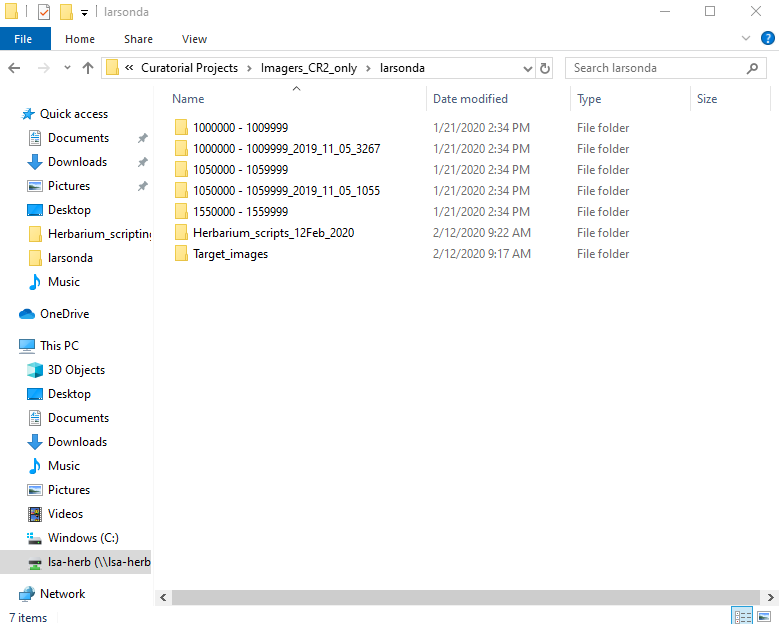 larsonda
File Home Share View
« Curatorial Projects > Imagers_CR2_only > larsonda
Search larsonda
Name Date modified Type Size
Quick access
Documents
Downloads
Pictures
Desktop
Herbarium_scripting
larsonda
Music
OneDrive
This PC
3D Objects
Desktop
Documents
Downloads
Music
Pictures
Videos
Windows (C:)
lsa-herb (\\lsa-herb
Network
1000000 - 1009999 1/21/2020 2:34 PM File folder
1000000 - 1009999_2019_11_05_3267 1/21/2020 2:34 PM File folder
1050000 - 1059999 1/21/2020 2:34 PM File folder
1050000 - 1059999_2019_11_05_1055 1/21/2020 2:34 PM File folder
1550000 - 1559999 1/21/2020 2:34 PM File folder
Herbarium_scripts_12Feb_2020 2/12/2020 9:22 AM File folder
Target_images 2/12/2020 9:17 AM File folder
7 items